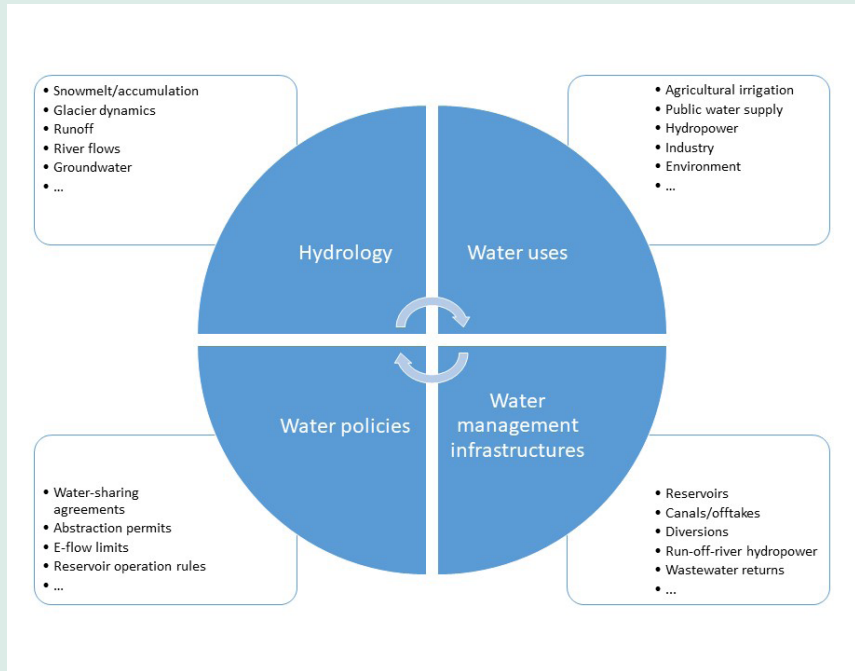 • Snowmelt/accumulation
• Glacier dynamics
• Runoff
• River flows
• Groundwater
• ...
• Agricultural irrigation
• Public water supply
• Hydropower
• Industry
• Environment
• ...
Hydrology
Water uses
Water policies
Water
management
infrastructures
• Water-sharing
agreements
• Abstraction permits
• E-flow limits
• Reservoir operation rules
• ...
• Reservoirs
• Canals/offtakes
• Diversions
• Run-off-river hydropower
• Wastewater returns
• ...